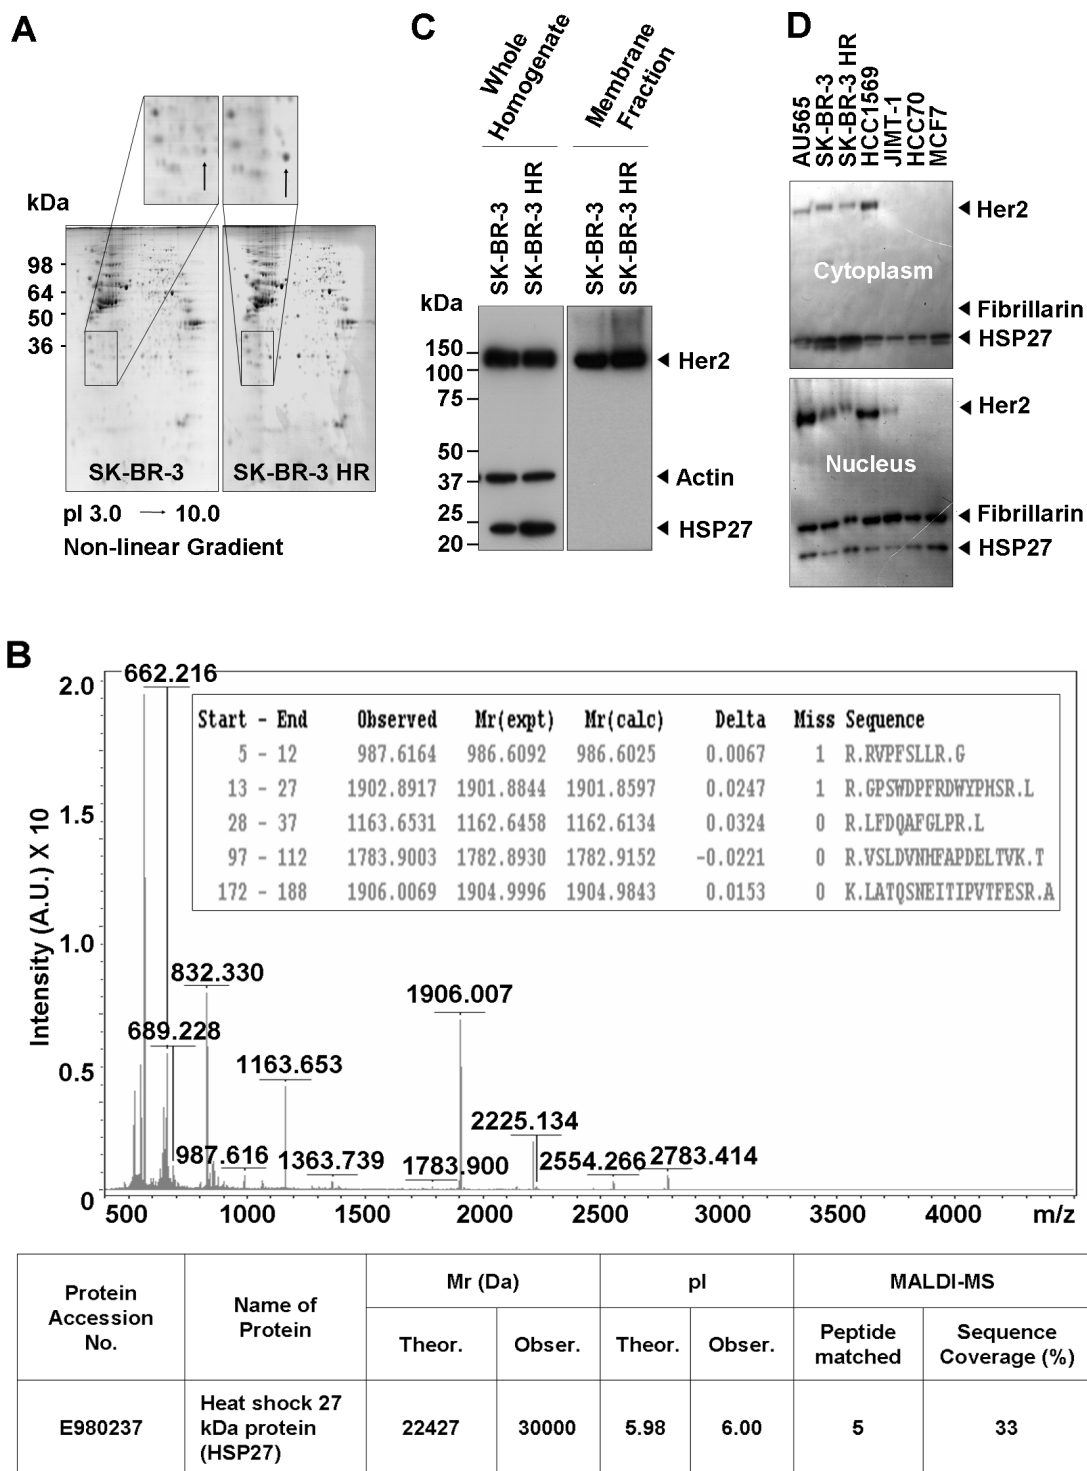 A
kDa
98
64
50
36
SK-BR-3
SK-BR-3 HR
pI 3.0 → 10.0
Non-linear Gradient
C
Whole
Homogenate
Membrane
Fraction
SK-BR-3
SK-BR-3 HR
SK-BR-3
SK-BR-3 HR
kDa
150
100
75
50
37
25
20
Her2
Actin
HSP27
D
AU565
SK-BR-3
SK-BR-3 HR
HCC1569
JIMT-1
HCC70
MCF7
Her2
Cytoplasm
Fibrillarin
HSP27
Her2
Nucleus
Fibrillarin
HSP27
B
Intensity (A.U.) X 10
2.0
1.5
1.0
0.5
0
662.216
Start - End Observed Mr(expt) Mr(calc) Delta Miss Sequence
5 - 12 987.6164 986.6092 986.6025 0.0067 1 R.RVPFSLLR.G
13 - 27 1902.8917 1901.8844 1901.8597 0.0247 1 R.GPSWDPFRDWYPHSR.L
28 - 37 1163.6531 1162.6458 1162.6134 0.0324 0 R.LFDQAFGLPR.L
97 - 112 1783.9003 1782.8930 1782.9152 -0.0221 0 R.VSLDVNHFAPDELTVK.T
172 - 188 1906.0069 1904.9996 1904.9843 0.0153 0 K.LATQSNEITIPVTFESR.A
832.330
1906.007
689.228
1163.653
2225.134
987.616
1363.739
1783.900
2554.266
2783.414
500 1000 1500 2000 2500 3000 3500 4000 m/z
Protein
Accession
No.
Name of
Protein
Mr (Da)
pI
MALDI-MS
Theor.
Obser.
Theor.
Obser.
Peptide
matched
Sequence
Coverage (%)
E980237
Heat shock 27
kDa protein
(HSP27)
22427
30000
5.98
6.00
5
33